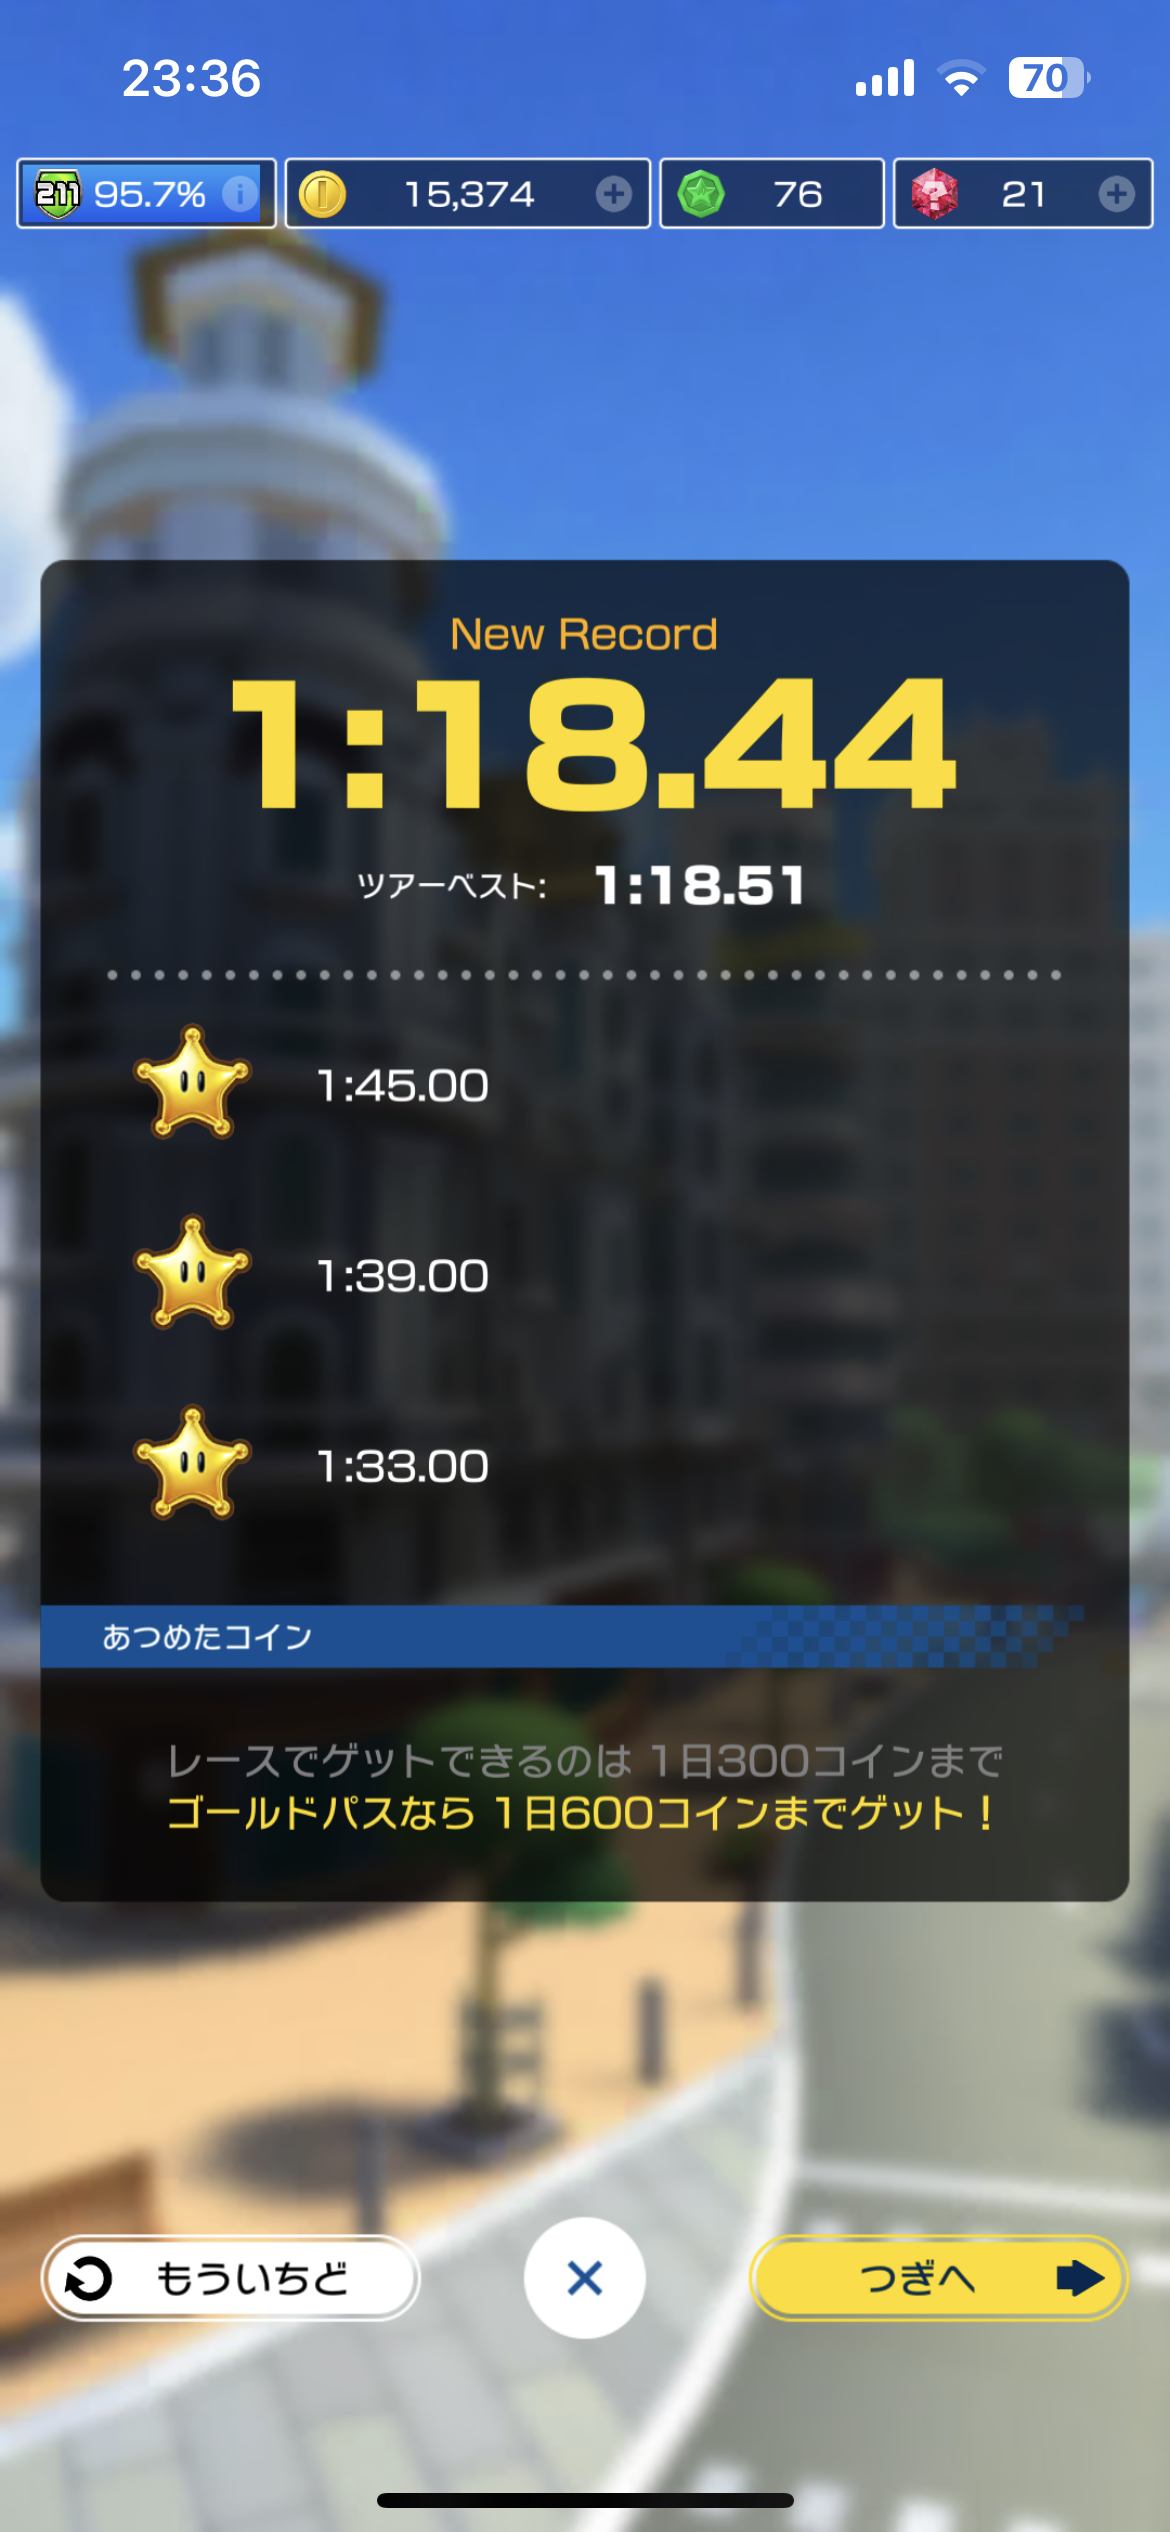 23:36
70
211 95.7% i
15,374 +
76
21 +
New Record
1:18.44
ツアーベスト: 1:18.51
1:45.00
1:39.00
1:33.00
あつめたコイン
レースでゲットできるのは 1日300コインまで
ゴールドパスなら 1日600コインまでゲット！
もういちど
×
つぎへ